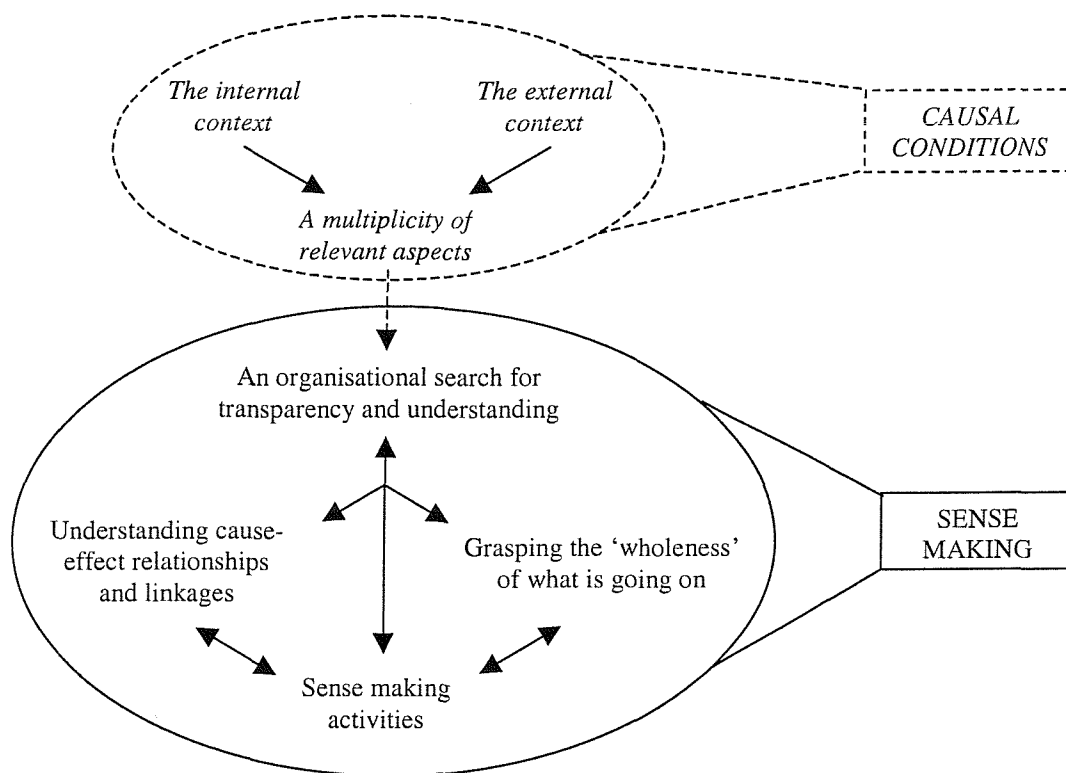 The internal
context
The external
context
CAUSAL
CONDITIONS
A multiplicity of
relevant aspects
An organisational search for
transparency and understanding
Understanding cause-
effect relationships
and linkages
Grasping the ‘wholeness’
of what is going on
SENSE
MAKING
Sense making
activities